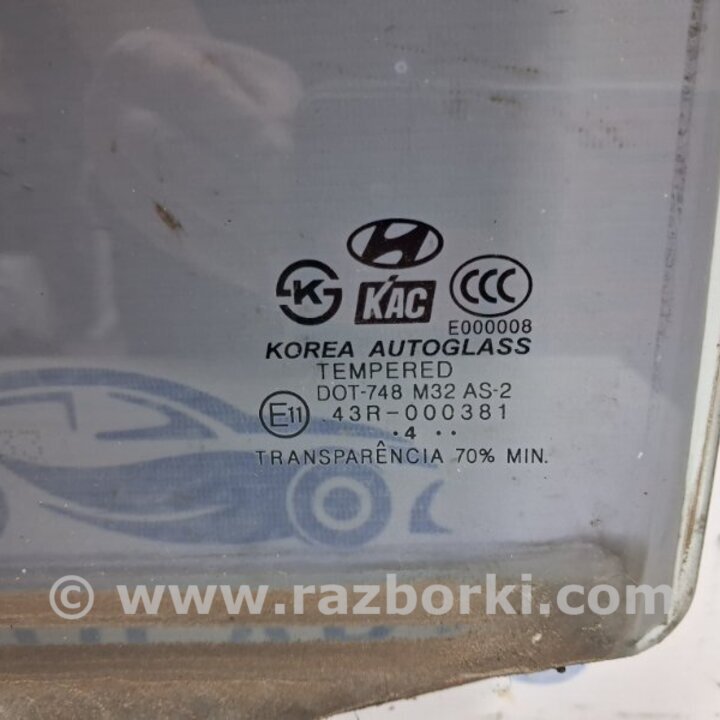 K KAC CCC
E000008
KOREA AUTOGLASS
TEMPERED
DOT-748 M32 AS-2
E11 43R-000381
.4 ..
TRANSPARÊNCIA 70% MIN.
© www.razborki.com